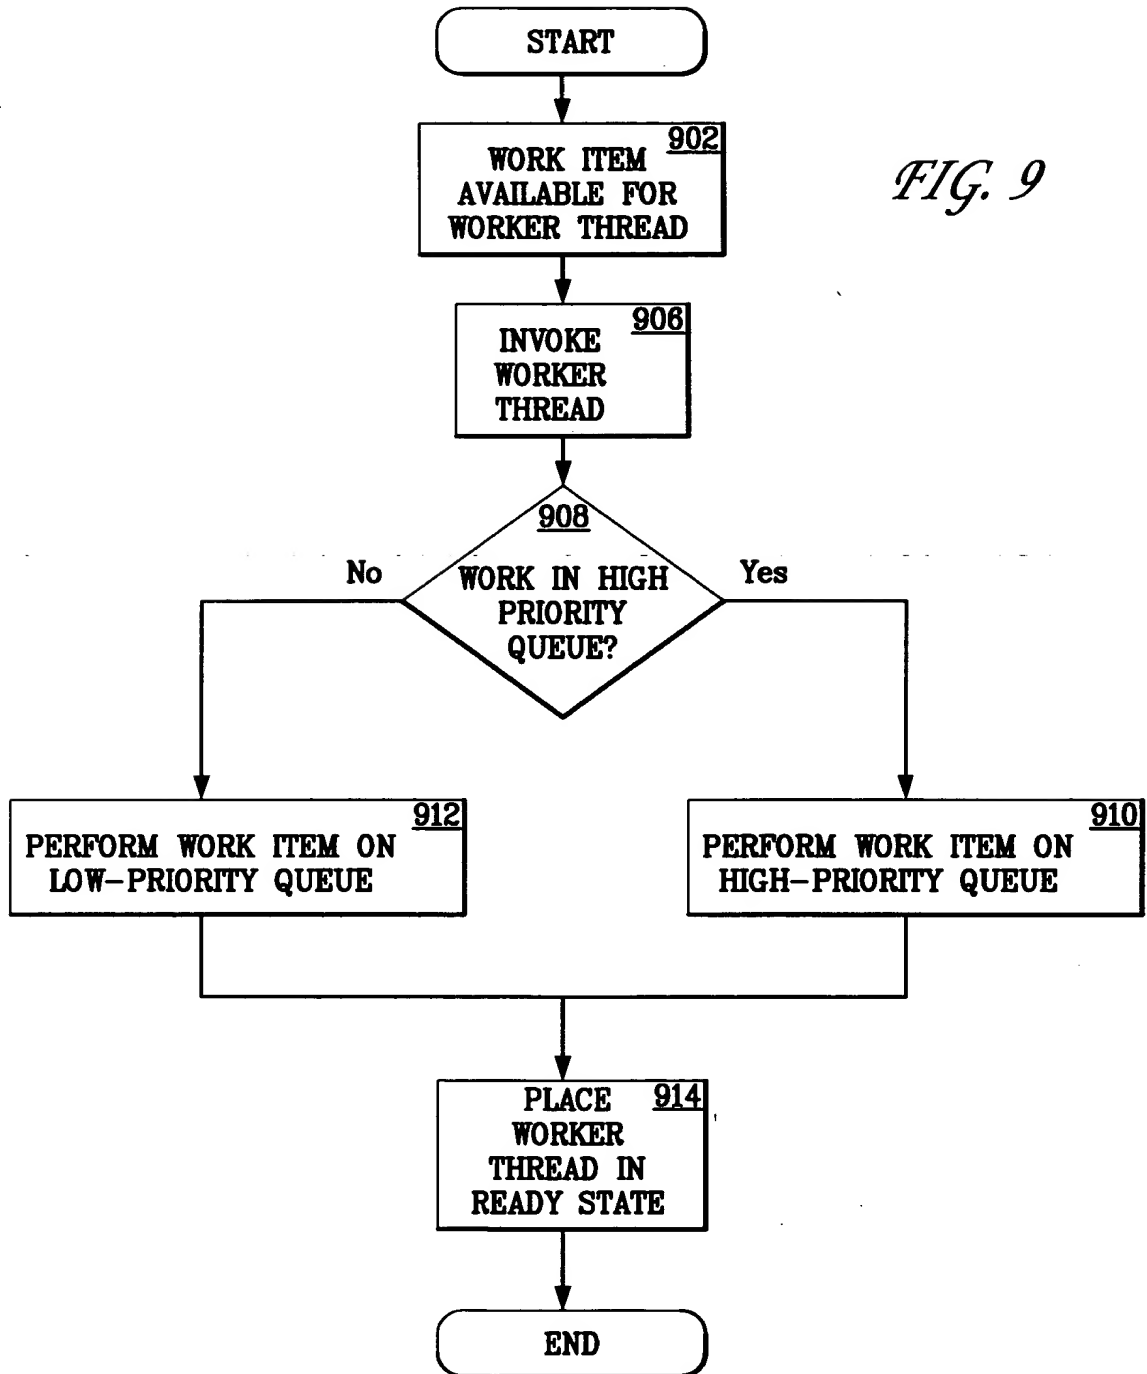 START
902
WORK ITEM
AVAILABLE FOR
WORKER THREAD
FIG. 9
906
INVOKE
WORKER
THREAD
908
No
WORK IN HIGH
PRIORITY
QUEUE?
Yes
912
PERFORM WORK ITEM ON
LOW-PRIORITY QUEUE
910
PERFORM WORK ITEM ON
HIGH-PRIORITY QUEUE
PLACE 914
WORKER
THREAD IN
READY STATE
END